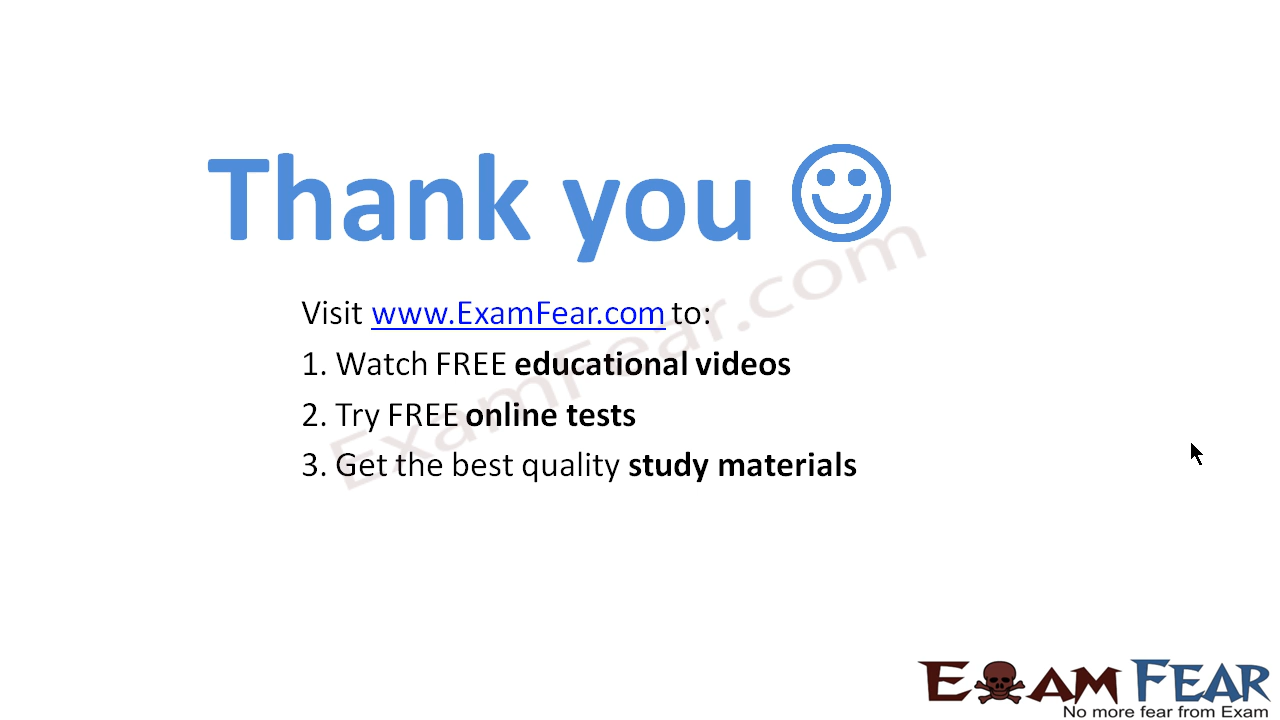 Thank you
Visit www.ExamFear.com to:
1. Watch FREE educational videos
2. Try FREE online tests
3. Get the best quality study materials
ExamFear.com
EXAM FEAR
No more fear from Exam